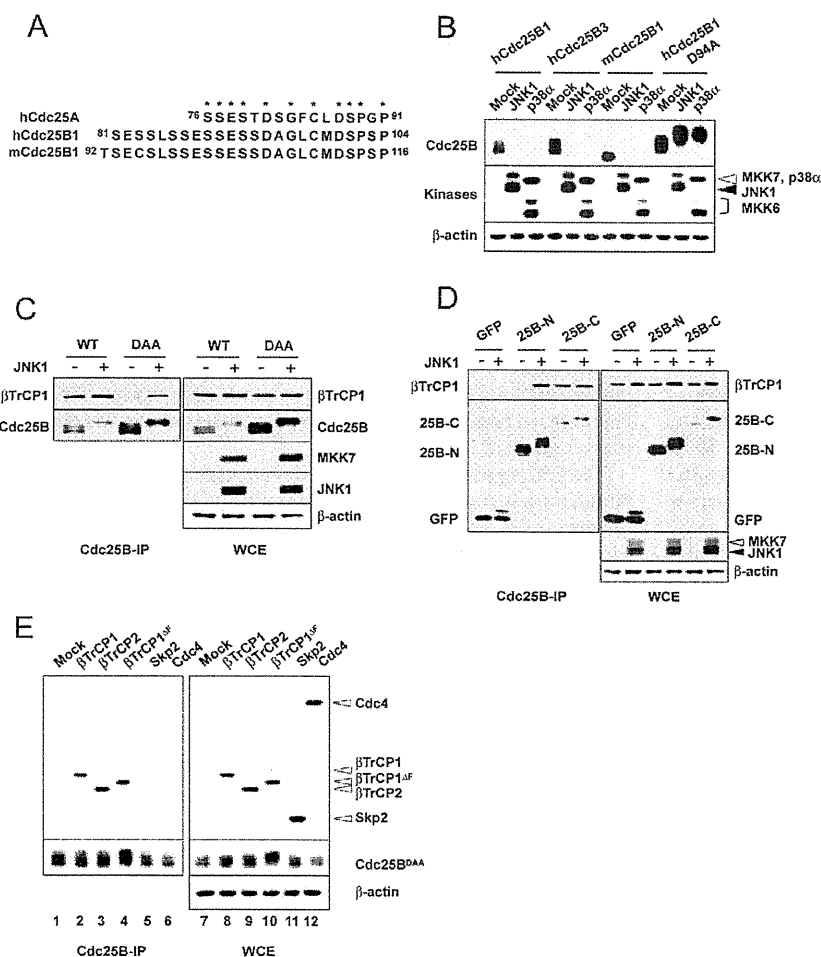 A
* **** * * * *** *
hCdc25A 76 SSESTDSGFCLDSPGP 91
hCdc25B1 81 SESSLSSESSESSDAGLCMDSPSP 104
mCdc25B1 92 TSECSLSSESSESSDAGLCMDSPSP 116
B
hCdc25B1 hCdc25B3 mCdc25B1 hCdc25B1 D94A
Mock JNK1 p38α Mock JNK1 p38α Mock JNK1 p38α Mock JNK1 p38α
Cdc25B
Kinases
MKK7, p38α
JNK1
MKK6
β-actin
C
WT DAA WT DAA
JNK1 - + - + - + - +
βTrCP1 βTrCP1
Cdc25B Cdc25B
MKK7
JNK1
β-actin
Cdc25B-IP WCE
D
GFP 25B-N 25B-C GFP 25B-N 25B-C
JNK1 - + - + - + - + - + - +
βTrCP1 βTrCP1
25B-C 25B-C
25B-N 25B-N
GFP GFP
MKK7
JNK1
β-actin
Cdc25B-IP WCE
E
Mock βTrCP1 βTrCP2 βTrCP1ΔF Skp2 Cdc4 Mock βTrCP1 βTrCP2 βTrCP1ΔF Skp2 Cdc4
Cdc4
βTrCP1
βTrCP1ΔF
βTrCP2
Skp2
Cdc25BDAA
β-actin
1 2 3 4 5 6 7 8 9 10 11 12
Cdc25B-IP WCE